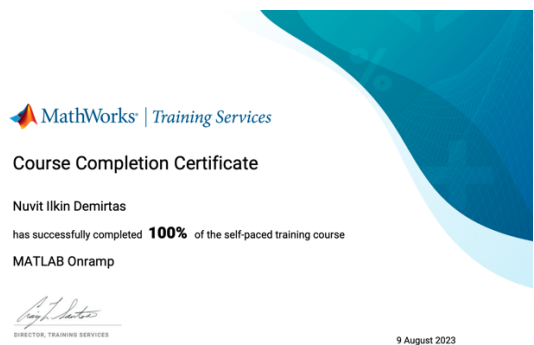 MathWorks® | Training Services
Course Completion Certificate
Nuvit Ilkin Demirtas
has successfully completed 100% of the self-paced training course
MATLAB Onramp
DIRECTOR, TRAINING SERVICES
9 August 2023